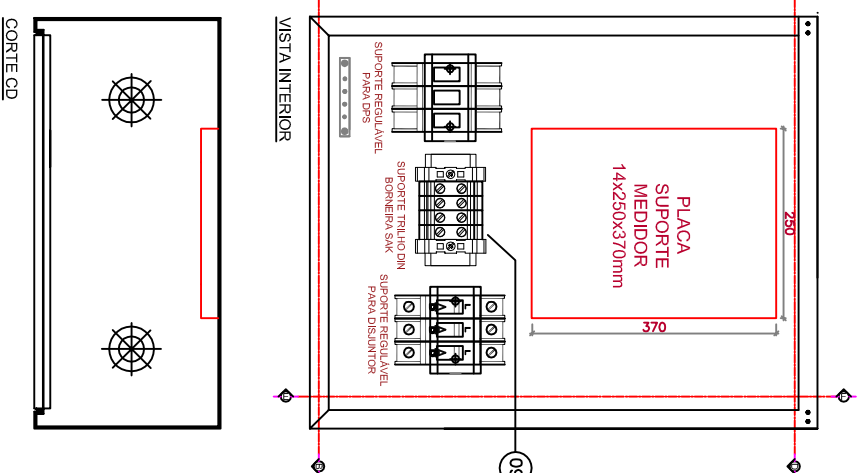 VISTA INTERIOR
PLACA
SUPORTE
MEDIDOR
14x250x370mm
250
370
SUPORTE REGULÁVEL
PARA DPS
SUPORTE TRILHO DIN
BORNEIRA SAK
SUPORTE REGULÁVEL
PARA DISJUNTOR
09
CORTE CD